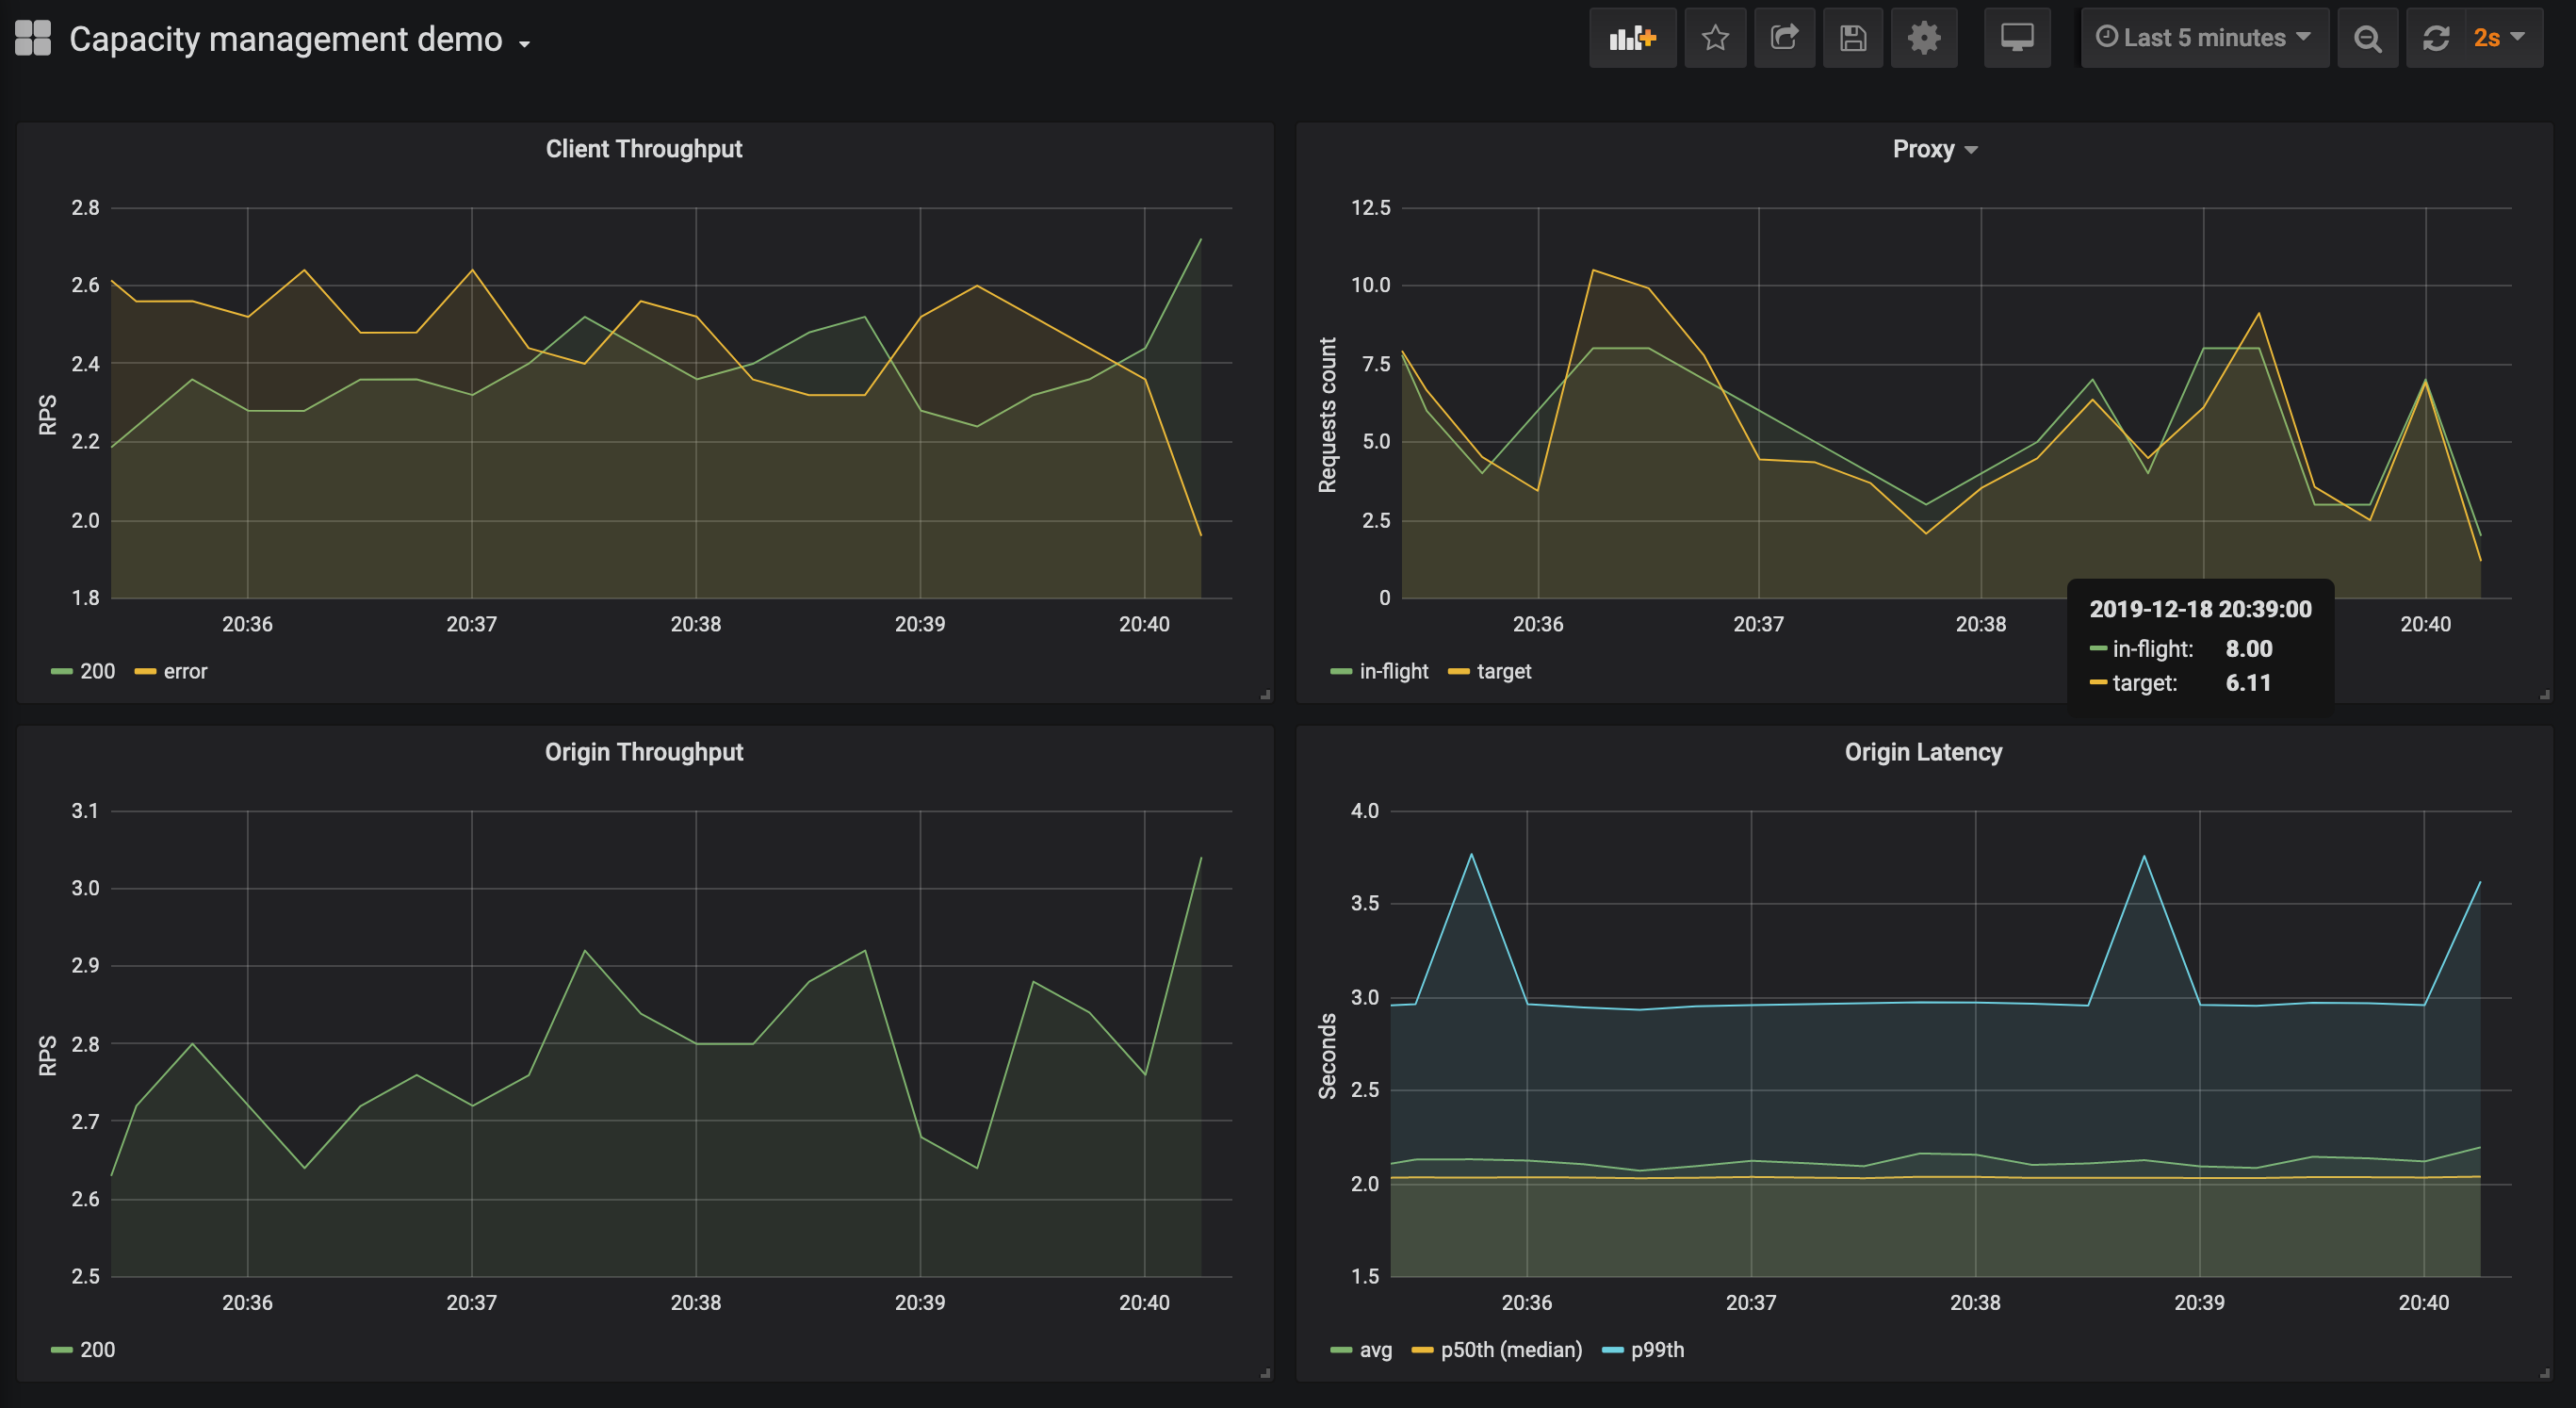 Capacity management demo
Last 5 minutes
2s
Client Throughput
RPS
2.8
2.6
2.4
2.2
2.0
1.8
20:36 20:37 20:38 20:39 20:40
200 error
Proxy
Requests count
12.5
10.0
7.5
5.0
2.5
0
20:36 20:37 20:38 20:40
2019-12-18 20:39:00
in-flight: 8.00
target: 6.11
in-flight target
Origin Throughput
RPS
3.1
3.0
2.9
2.8
2.7
2.6
2.5
20:36 20:37 20:38 20:39 20:40
200
Origin Latency
Seconds
4.0
3.5
3.0
2.5
2.0
1.5
20:36 20:37 20:38 20:39 20:40
avg p50th (median) p99th